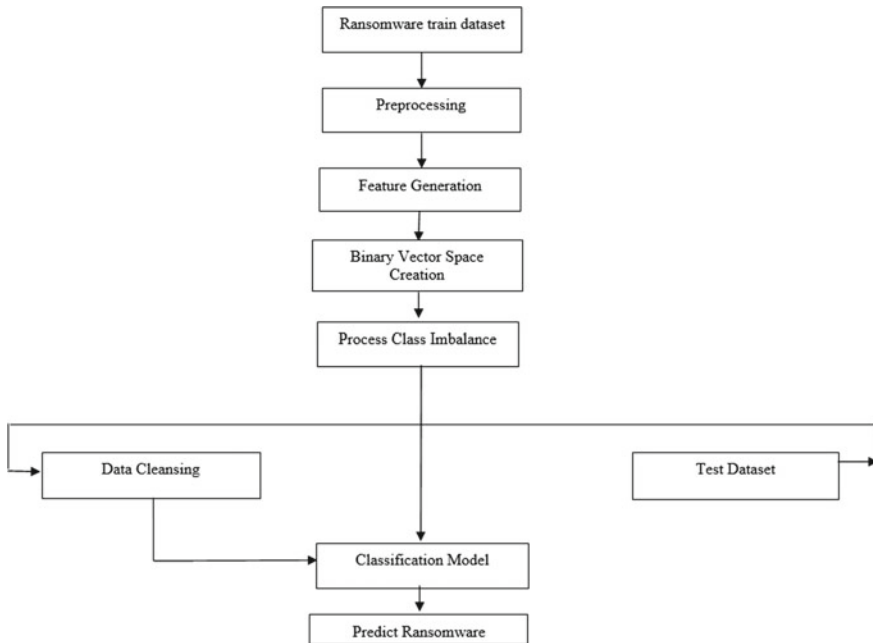 Ransomware train dataset
Preprocessing
Feature Generation
Binary Vector Space
Creation
Process Class Imbalance
Data Cleansing
Test Dataset
Classification Model
Predict Ransomware